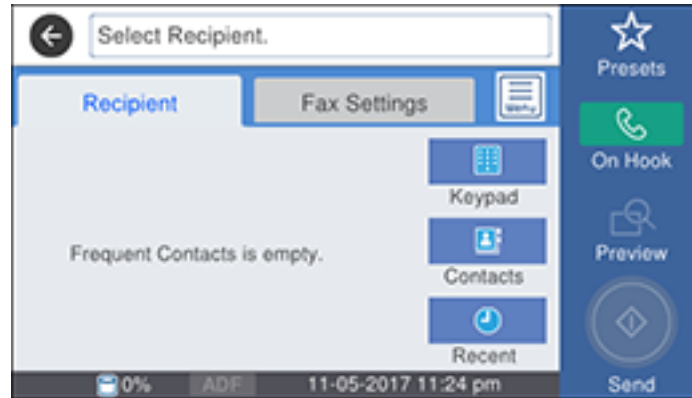 Select Recipient.
Presets
Recipient
Fax Settings
Menu
On Hook
Keypad
Frequent Contacts is empty.
Preview
Contacts
Recent
0% ADF 11-05-2017 11:24 pm
Send